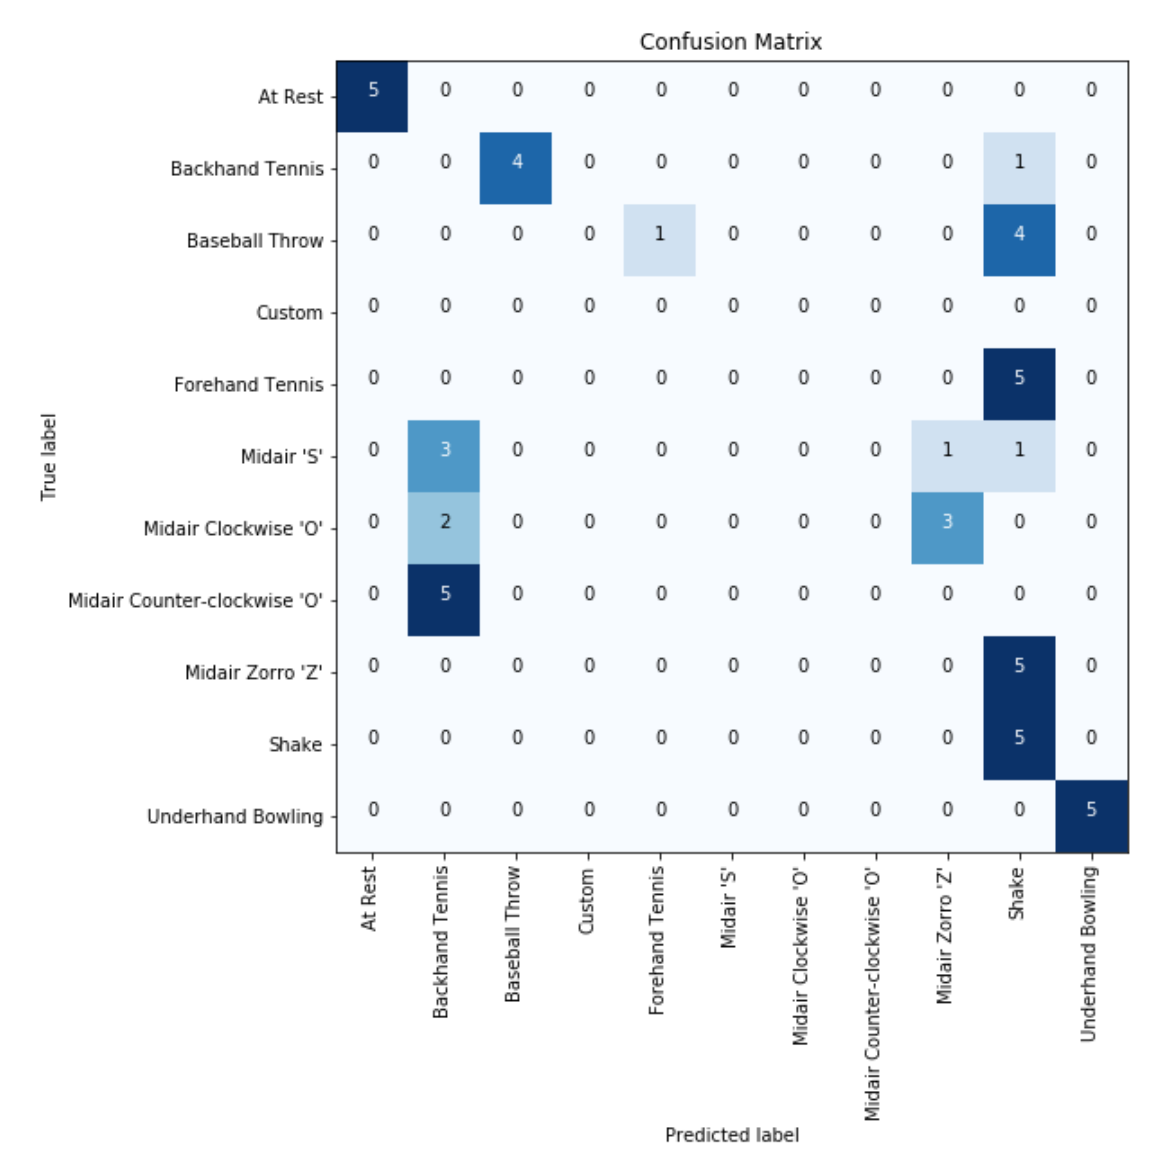 Confusion Matrix
At Rest 5 0 0 0 0 0 0 0 0 0 0
Backhand Tennis 0 0 4 0 0 0 0 0 0 1 0
Baseball Throw 0 0 0 0 1 0 0 0 0 4 0
Custom 0 0 0 0 0 0 0 0 0 0 0
Forehand Tennis 0 0 0 0 0 0 0 0 0 5 0
Midair 'S' 0 3 0 0 0 0 0 0 1 1 0
Midair Clockwise 'O' 0 2 0 0 0 0 0 0 3 0 0
Midair Counter-clockwise 'O' 0 5 0 0 0 0 0 0 0 0 0
Midair Zorro 'Z' 0 0 0 0 0 0 0 0 0 5 0
Shake 0 0 0 0 0 0 0 0 0 5 0
Underhand Bowling 0 0 0 0 0 0 0 0 0 0 5
True label
At Rest
Backhand Tennis
Baseball Throw
Custom
Forehand Tennis
Midair 'S'
Midair Clockwise 'O'
Midair Counter-clockwise 'O'
Midair Zorro 'Z'
Shake
Underhand Bowling
Predicted label